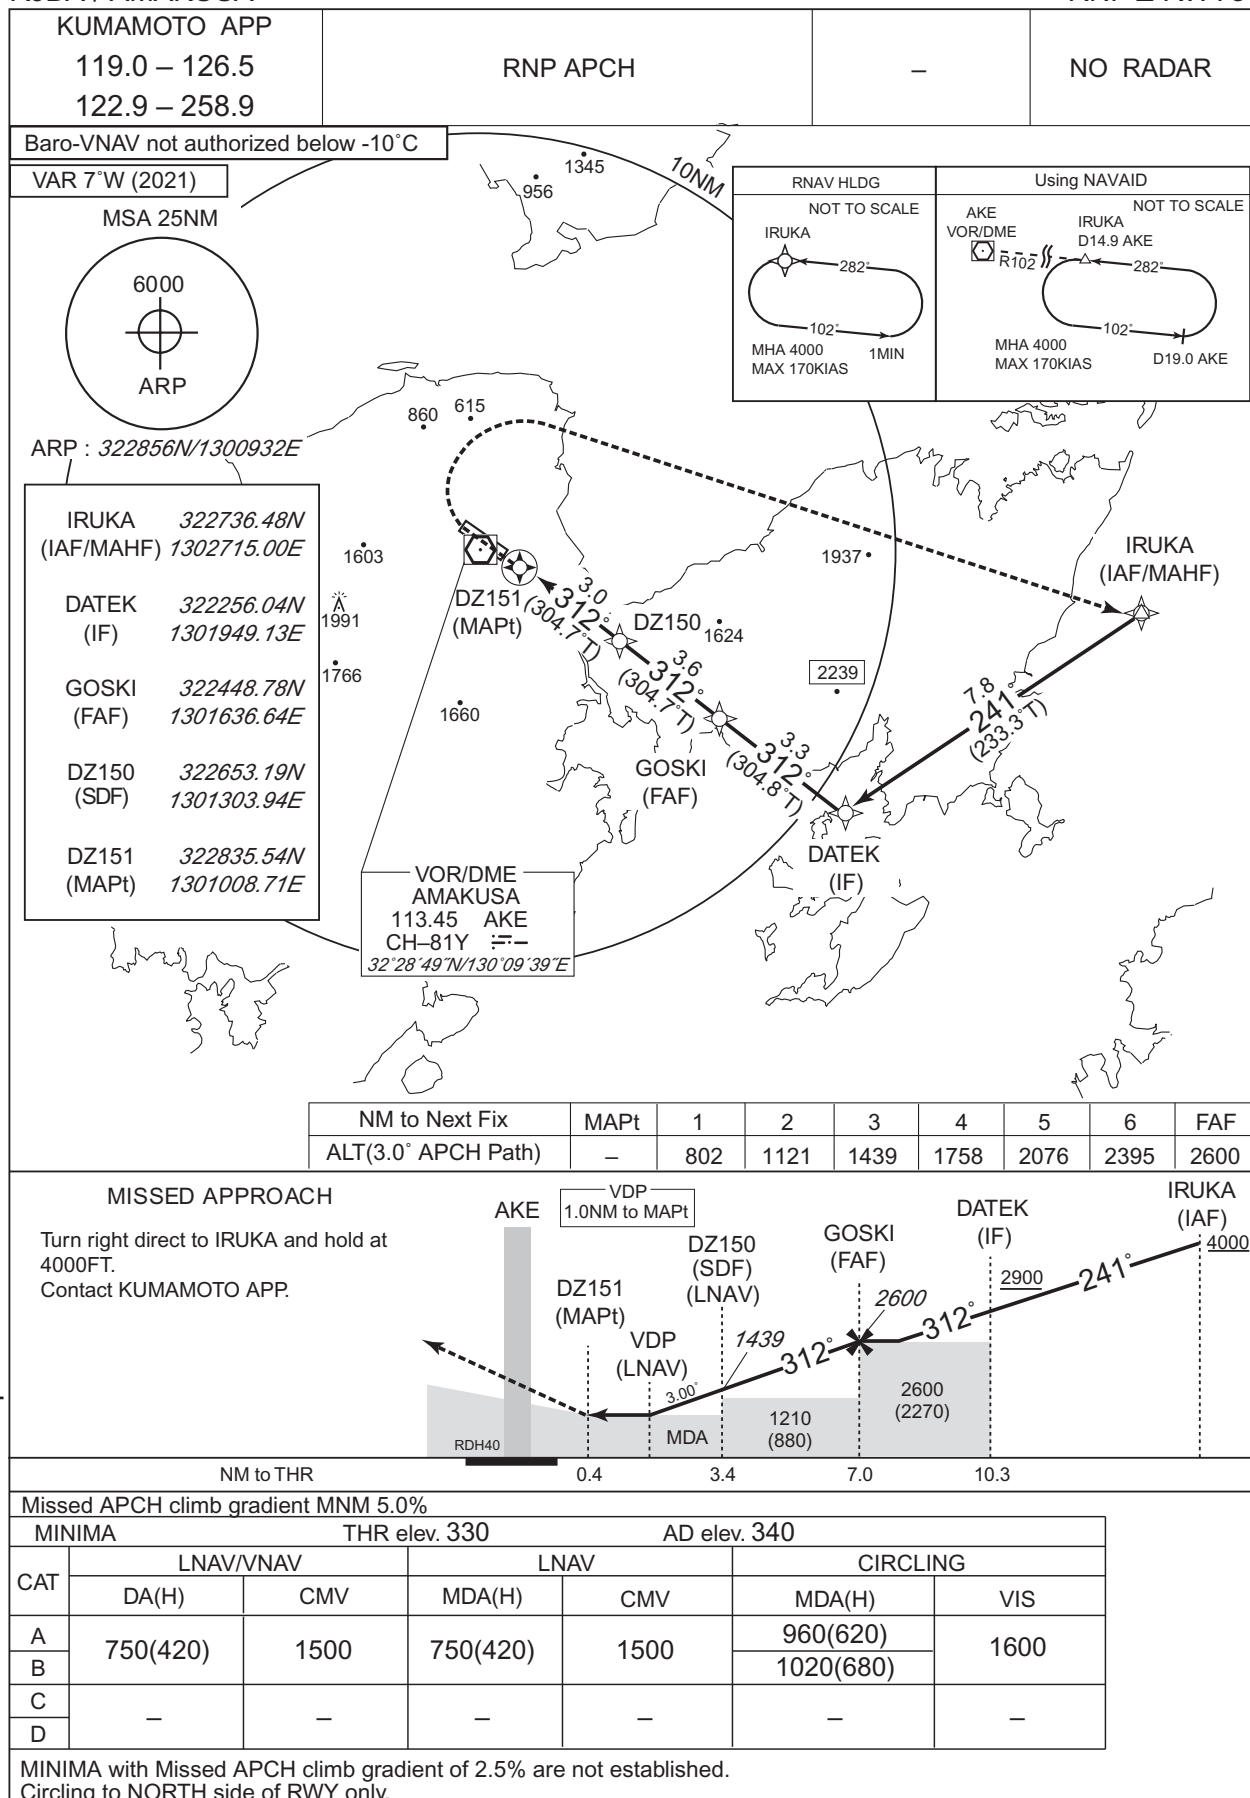 KUMAMOTO APP
119.0 – 126.5
122.9 – 258.9
RNP APCH
–
NO RADAR
Baro-VNAV not authorized below -10°C
VAR 7°W (2021)
MSA 25NM
6000
ARP
ARP : 322856N/1300932E
10NM
1345
956
RNAV HLDG
NOT TO SCALE
IRUKA
282°
102°
MHA 4000
MAX 170KIAS
1MIN
Using NAVAID
NOT TO SCALE
AKE
VOR/DME
IRUKA
D14.9 AKE
R102
282°
102°
MHA 4000
MAX 170KIAS
D19.0 AKE
IRUKA 322736.48N
(IAF/MAHF) 1302715.00E
DATEK 322256.04N
(IF) 1301949.13E
GOSKI 322448.78N
(FAF) 1301636.64E
DZ150 322653.19N
(SDF) 1301303.94E
DZ151 322835.54N
(MAPt) 1301008.71E
860
615
1603
1991
1766
1660
1937
1624
2239
IRUKA
(IAF/MAHF)
DZ151
(MAPt)
3.0
312°
(304.7°T)
DZ150
3.6
312°
(304.7°T)
GOSKI
(FAF)
3.3
312°
(304.8°T)
7.8
241°
(233.3°T)
DATEK
(IF)
VOR/DME
AMAKUSA
113.45 AKE
CH–81Y
32°28´49˝N/130°09´39˝E
NM to Next Fix MAPt 1 2 3 4 5 6 FAF
ALT(3.0° APCH Path) – 802 1121 1439 1758 2076 2395 2600
MISSED APPROACH
Turn right direct to IRUKA and hold at
4000FT.
Contact KUMAMOTO APP.
AKE
VDP
1.0NM to MAPt
DZ151
(MAPt)
VDP
(LNAV)
DZ150
(SDF)
(LNAV)
GOSKI
(FAF)
DATEK
(IF)
IRUKA
(IAF)
4000
2900
241°
2600
312°
1439
312°
3.00°
2600
(2270)
1210
(880)
MDA
RDH40
NM to THR 0.4 3.4 7.0 10.3
Missed APCH climb gradient MNM 5.0%
MINIMA THR elev. 330 AD elev. 340
CAT LNAV/VNAV LNAV CIRCLING
DA(H) CMV MDA(H) CMV MDA(H) VIS
A 750(420) 1500 750(420) 1500 960(620) 1600
B 1020(680)
C – – – – – –
D
MINIMA with Missed APCH climb gradient of 2.5% are not established.
Circling to NORTH side of RWY only.